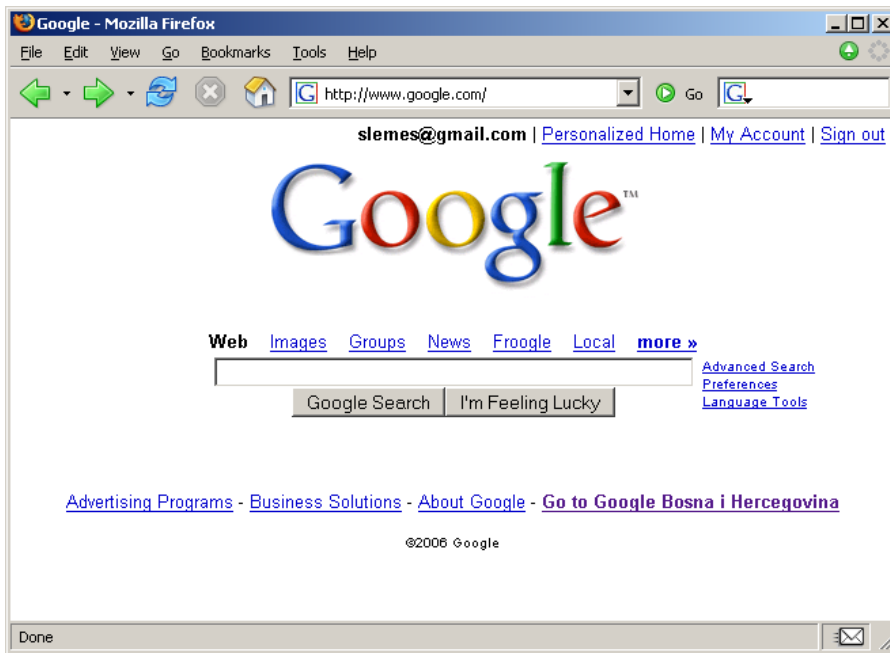 Google - Mozilla Firefox
File Edit View Go Bookmarks Tools Help
http://www.google.com/ Go G
slemes@gmail.com | Personalized Home | My Account | Sign out
Google™
Web Images Groups News Froogle Local more »
Advanced Search
Preferences
Language Tools
Google Search I'm Feeling Lucky
Advertising Programs - Business Solutions - About Google - Go to Google Bosna i Hercegovina
©2006 Google
Done